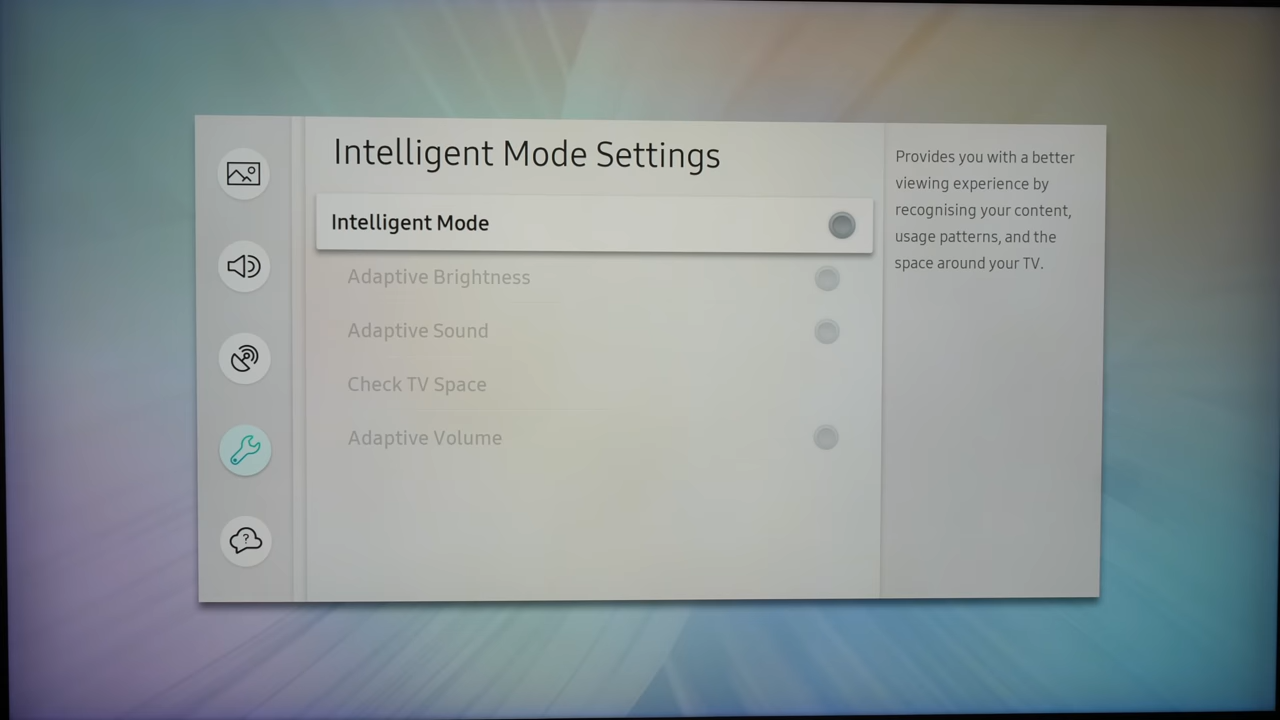 Intelligent Mode Settings
Intelligent Mode
Adaptive Brightness
Adaptive Sound
Check TV Space
Adaptive Volume
Provides you with a better
viewing experience by
recognising your content,
usage patterns, and the
space around your TV.
?